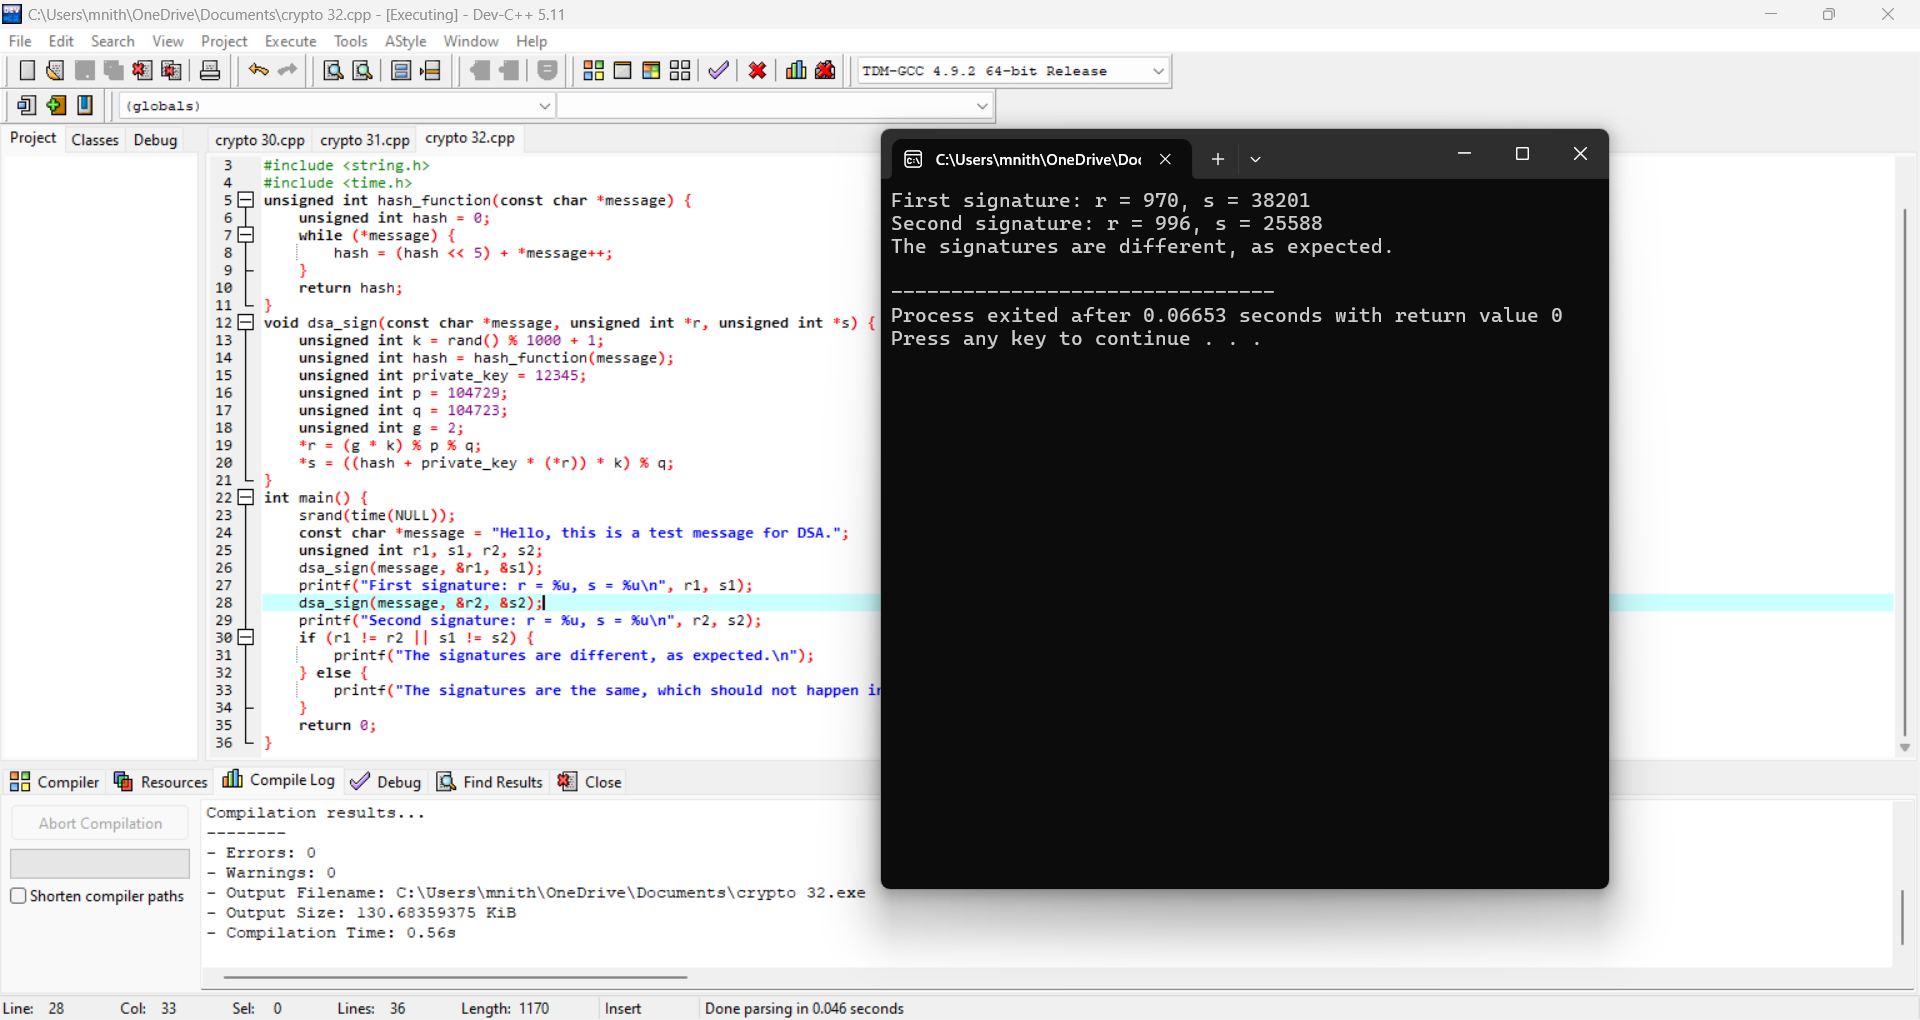 C:\Users\mnith\OneDrive\Documents\crypto 32.cpp - [Executing] - Dev-C++ 5.11
File Edit Search View Project Execute Tools AStyle Window Help
TDM-GCC 4.9.2 64-bit Release
(globals)
Project Classes Debug
crypto 30.cpp crypto 31.cpp crypto 32.cpp
3 #include <string.h>
4 #include <time.h>
5 unsigned int hash_function(const char *message) {
6 unsigned int hash = 0;
7 while (*message) {
8 hash = (hash << 5) + *message++;
9 }
10 return hash;
11 }
12 void dsa_sign(const char *message, unsigned int *r, unsigned int *s) {
13 unsigned int k = rand() % 1000 + 1;
14 unsigned int hash = hash_function(message);
15 unsigned int private_key = 12345;
16 unsigned int p = 104729;
17 unsigned int q = 104723;
18 unsigned int g = 2;
19 *r = (g * k) % p % q;
20 *s = ((hash + private_key * (*r)) * k) % q;
21 }
22 int main() {
23 srand(time(NULL));
24 const char *message = "Hello, this is a test message for DSA.";
25 unsigned int r1, s1, r2, s2;
26 dsa_sign(message, &r1, &s1);
27 printf("First signature: r = %u, s = %u\n", r1, s1);
28 dsa_sign(message, &r2, &s2);
29 printf("Second signature: r = %u, s = %u\n", r2, s2);
30 if (r1 != r2 || s1 != s2) {
31 printf("The signatures are different, as expected.\n");
32 } else {
33 printf("The signatures are the same, which should not happen
34 }
35 return 0;
36 }
C:\Users\mnith\OneDrive\Doc
First signature: r = 970, s = 38201
Second signature: r = 996, s = 25588
The signatures are different, as expected.
--------------------------------
Process exited after 0.06653 seconds with return value 0
Press any key to continue . . .
Compiler Resources Compile Log Debug Find Results Close
Abort Compilation
Shorten compiler paths
Compilation results...
--------
- Errors: 0
- Warnings: 0
- Output Filename: C:\Users\mnith\OneDrive\Documents\crypto 32.exe
- Output Size: 130.68359375 KiB
- Compilation Time: 0.56s
Line: 28 Col: 33 Sel: 0 Lines: 36 Length: 1170 Insert Done parsing in 0.046 seconds